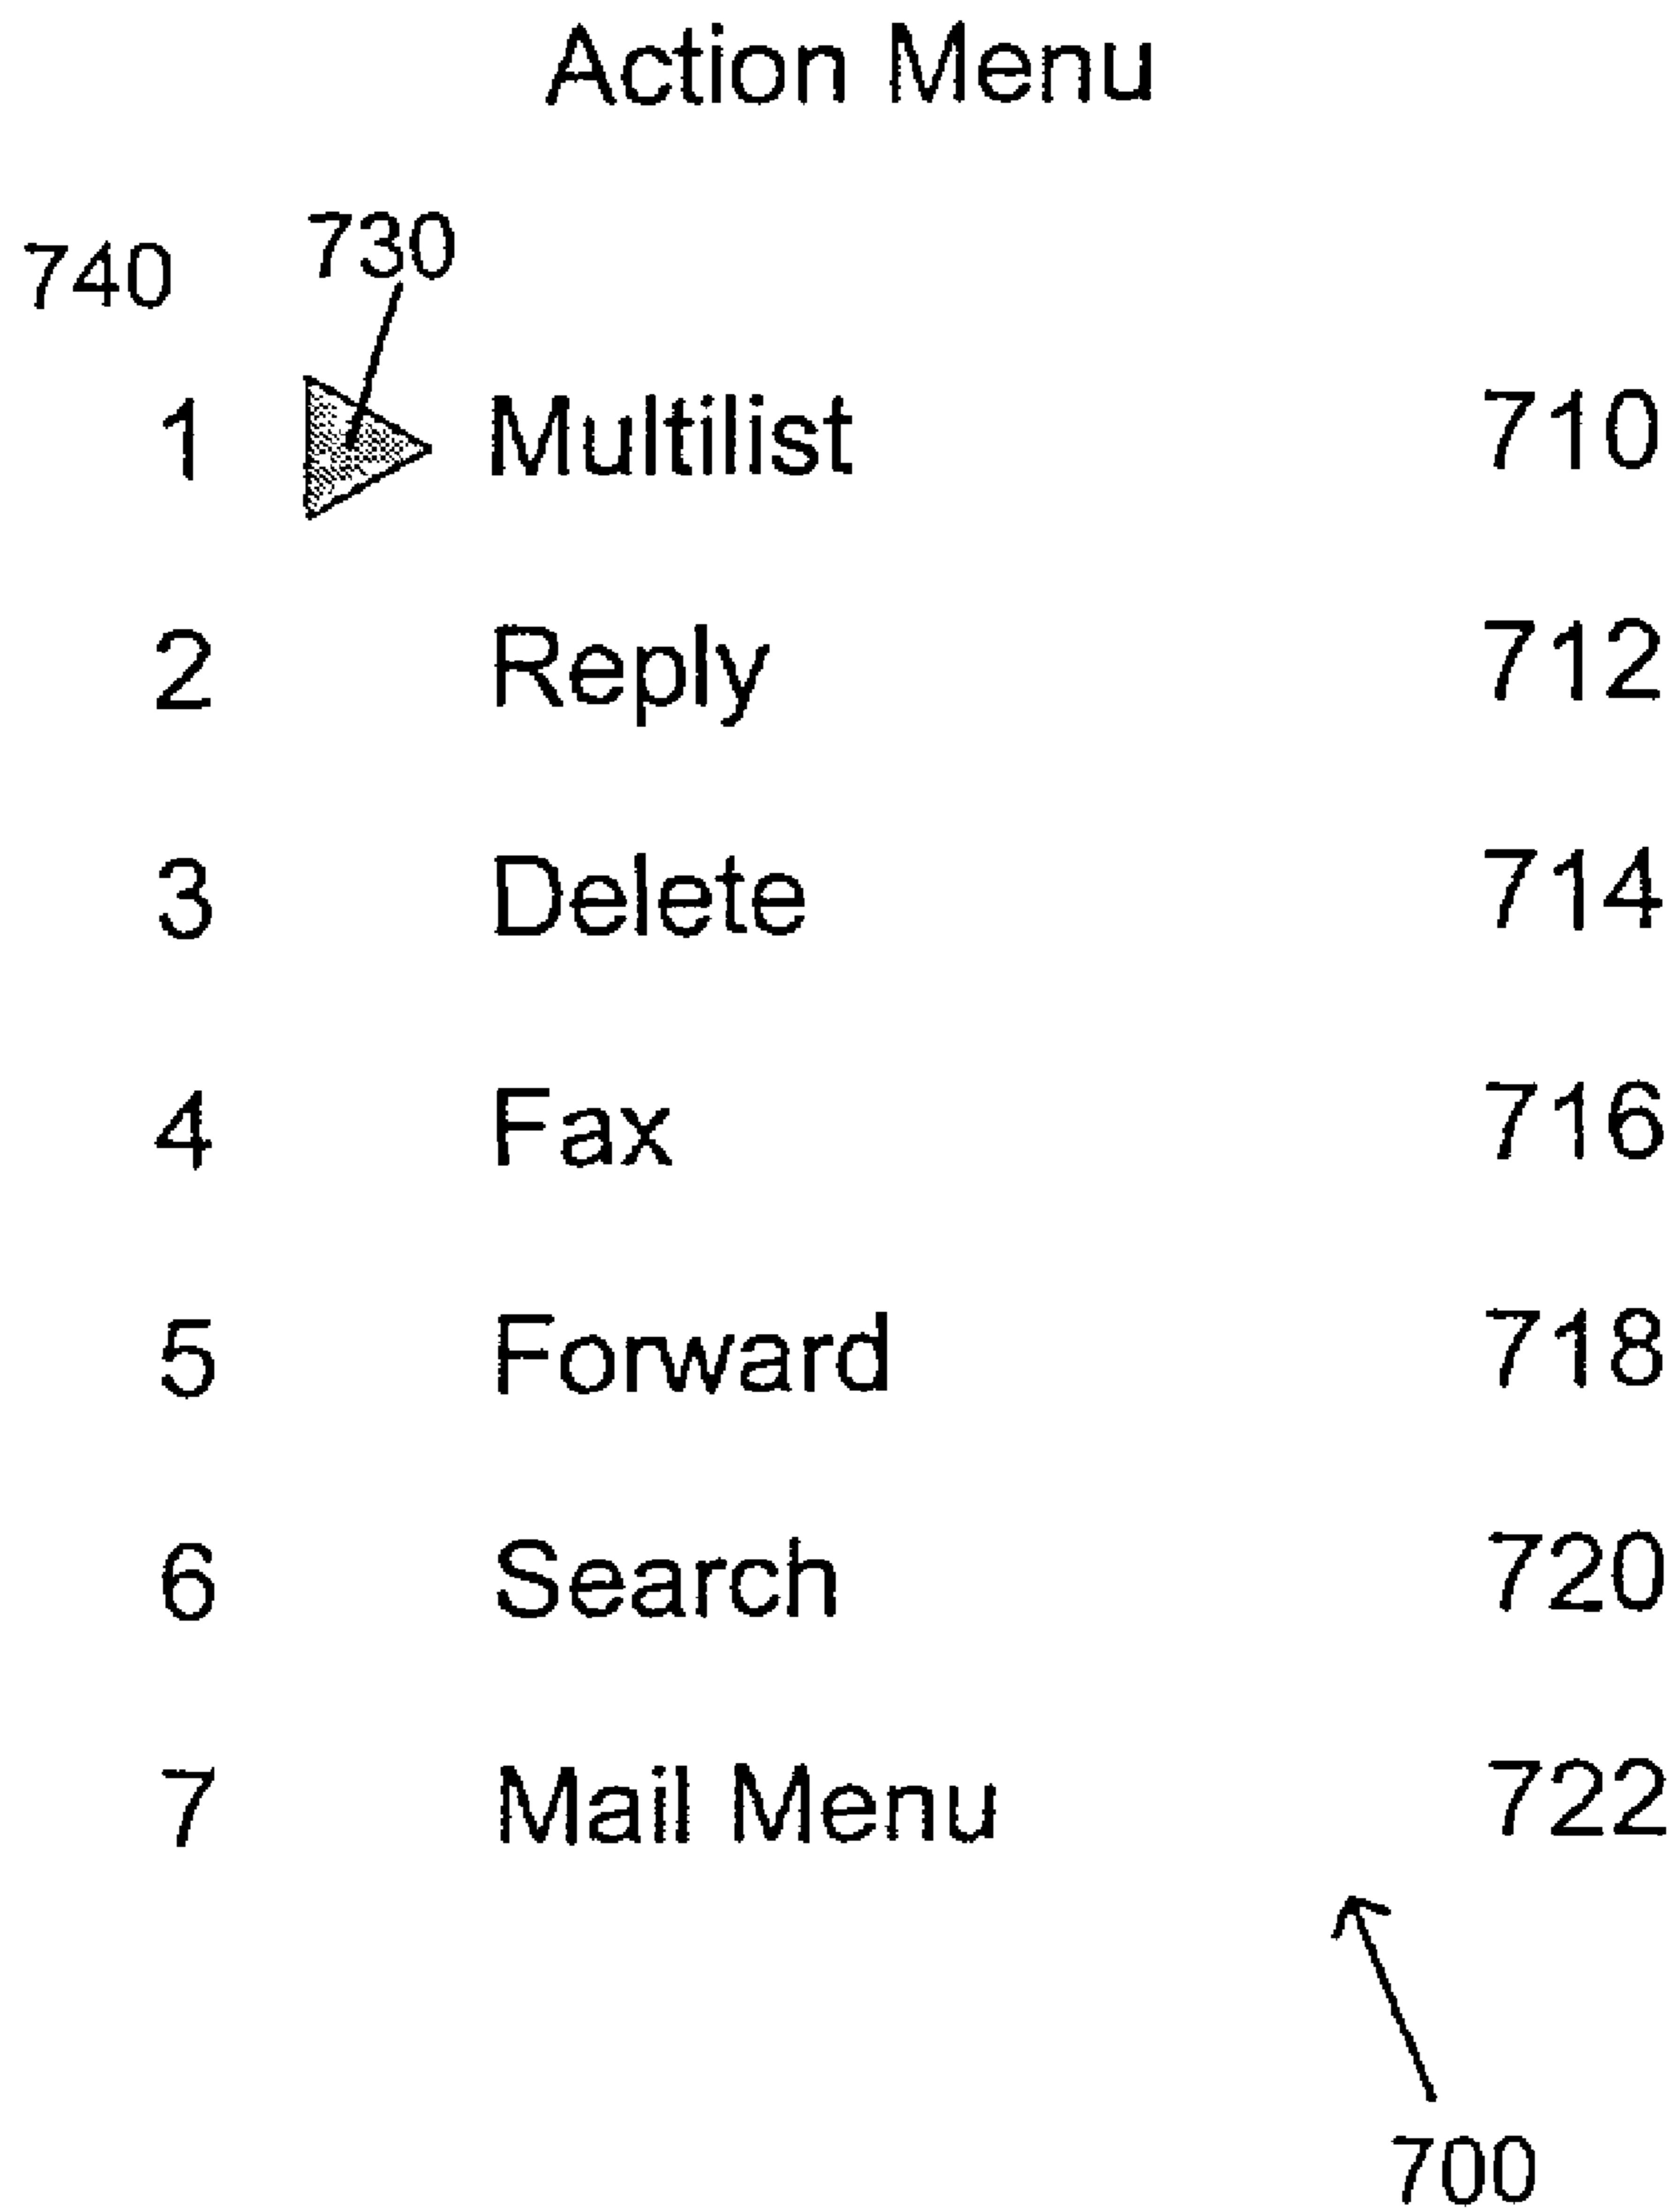 Action Menu
740 730
1 Multilist 710
2 Reply 712
3 Delete 714
4 Fax 716
5 Forward 718
6 Search 720
7 Mail Menu 722
700